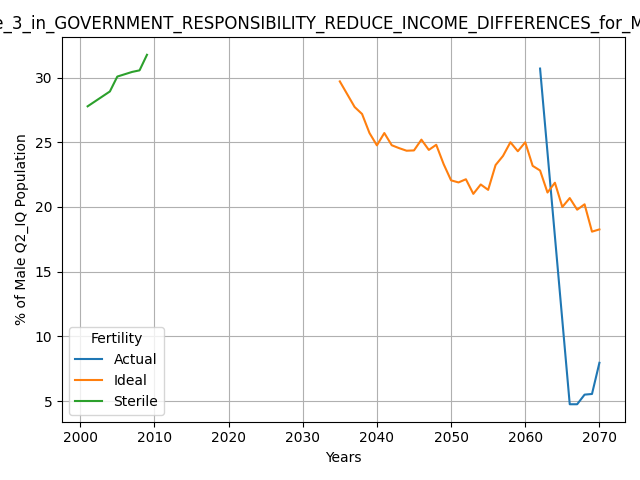 e_3_in_GOVERNMENT_RESPONSIBILITY_REDUCE_INCOME_DIFFERENCES_for_M
% of Male Q2_IQ Population
30
25
20
15
10
5
Fertility
Actual
Ideal
Sterile
2000 2010 2020 2030 2040 2050 2060 2070
Years